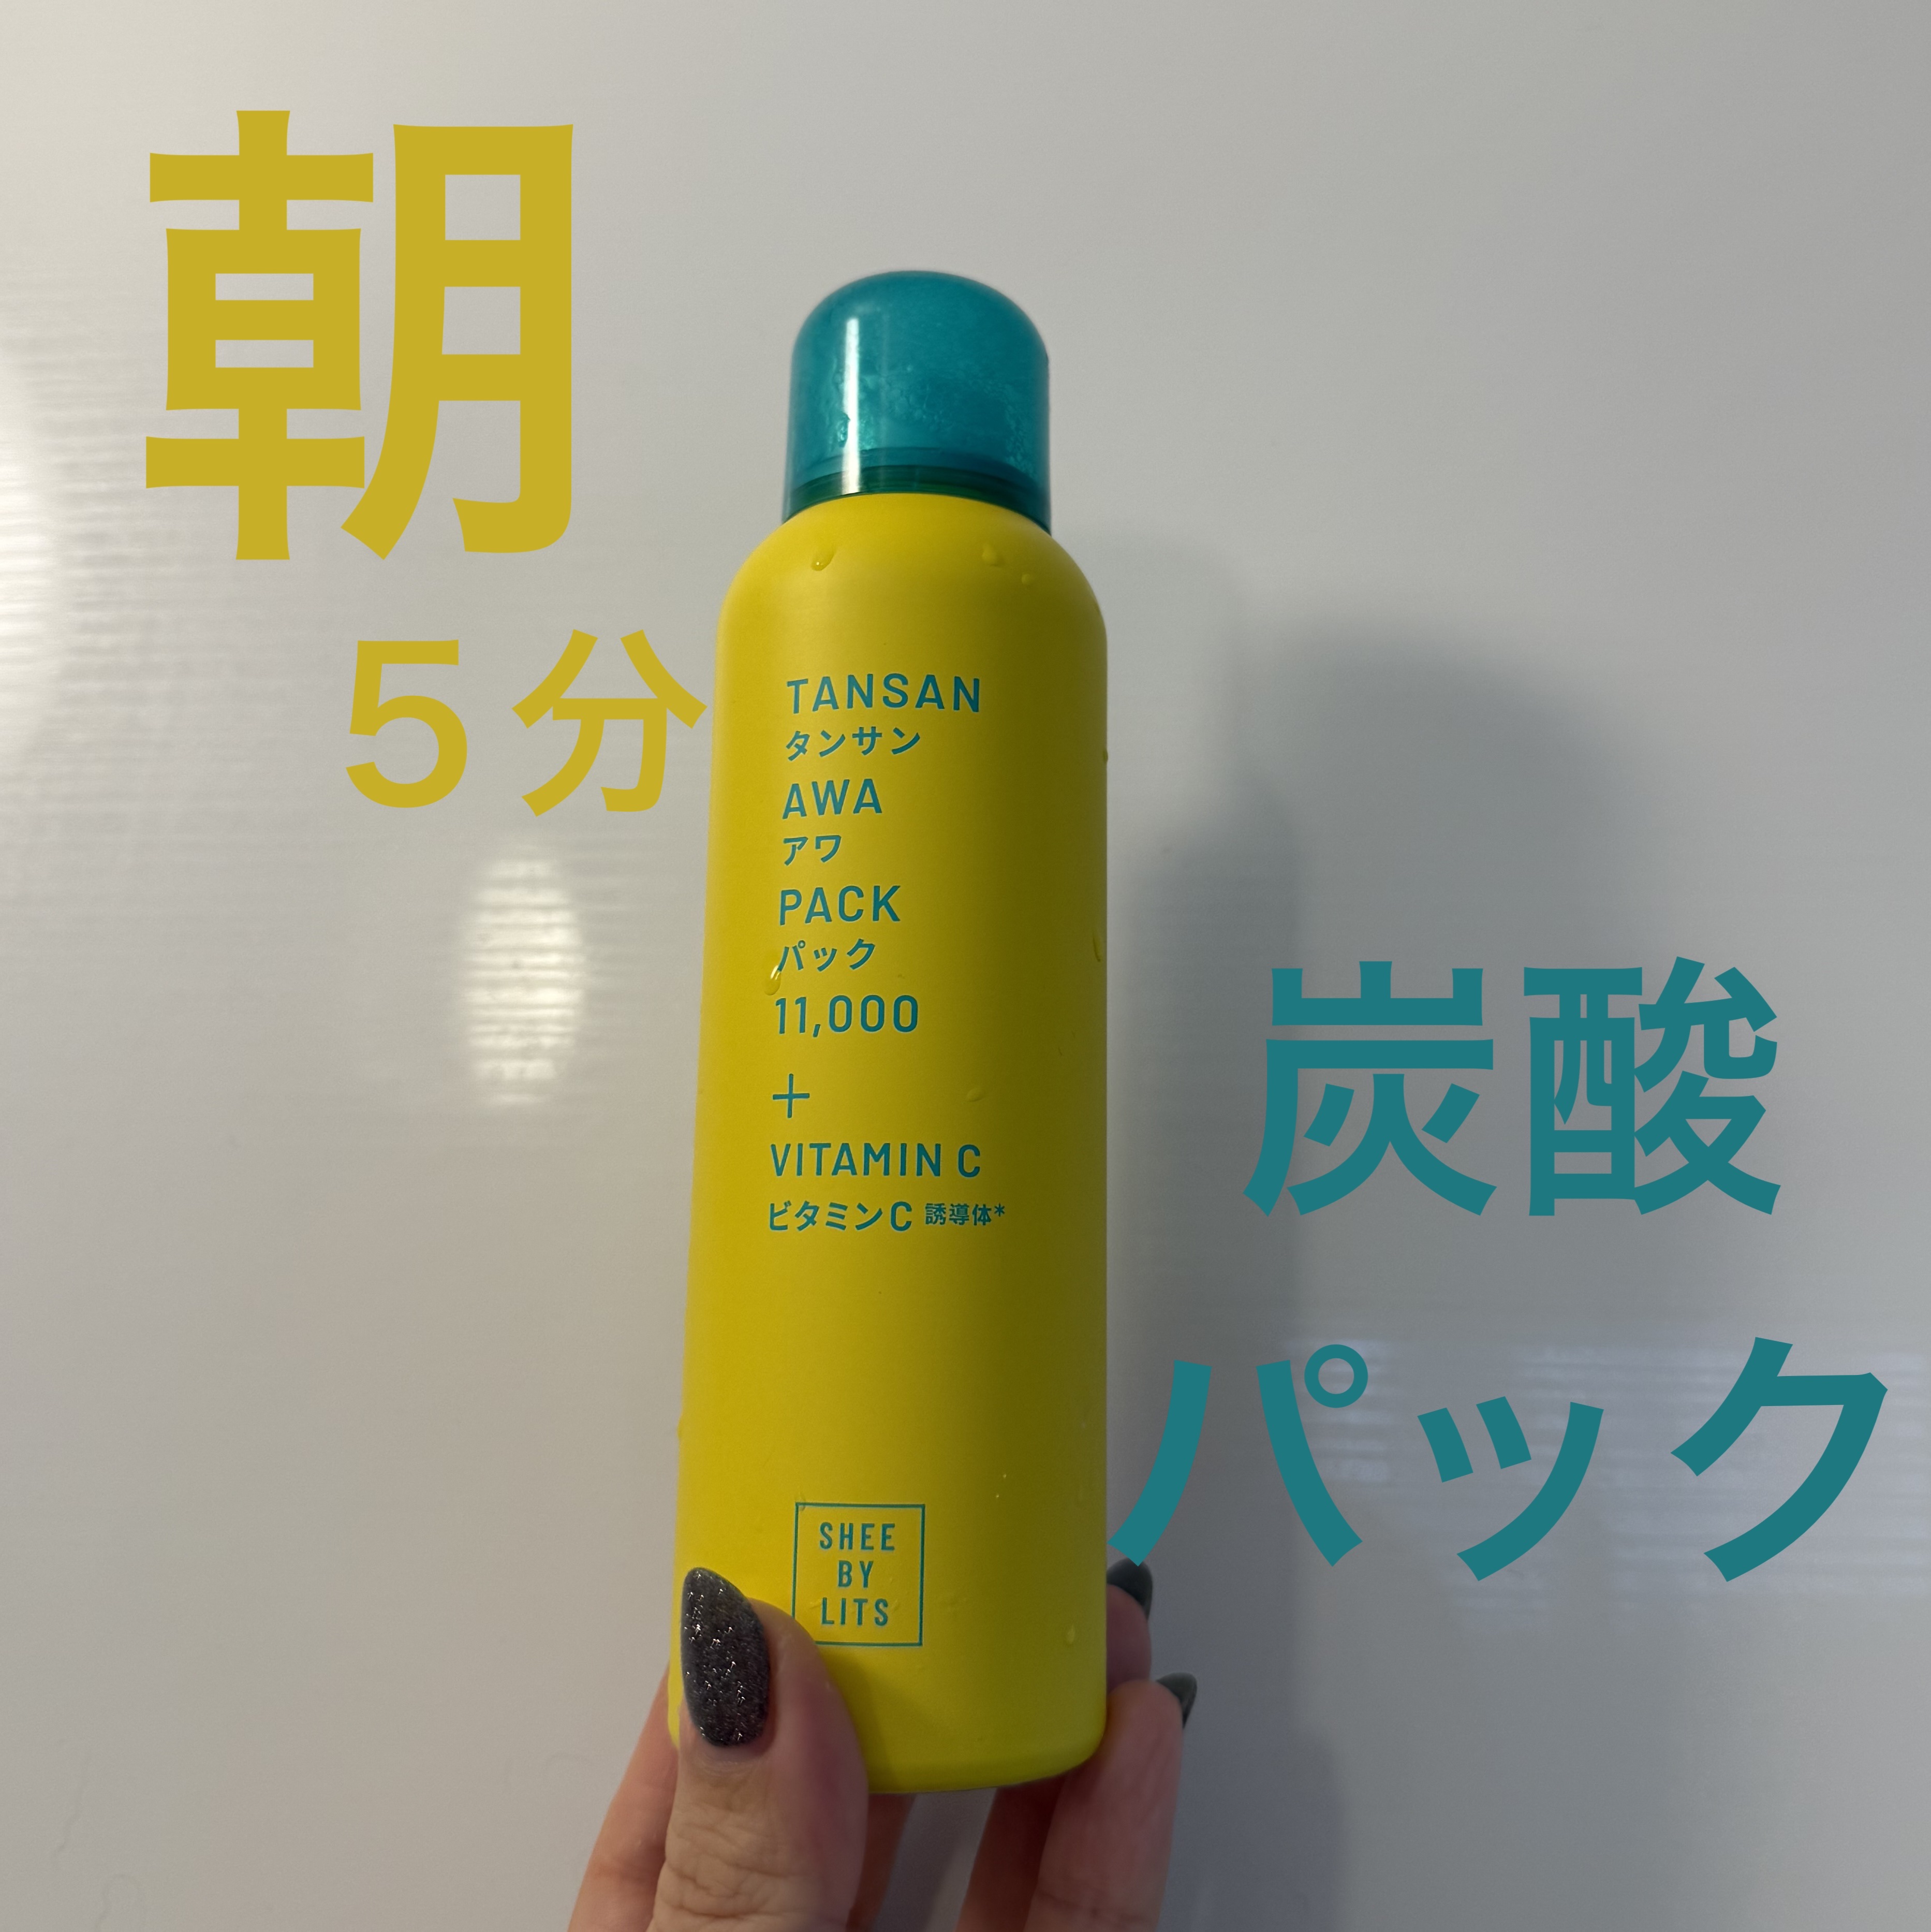 朝
５分
TANSAN
タンサン
AWA
アワ
PACK
パック
11,000
+
VITAMIN C
ビタミンC 誘導体*
SHEE
BY
LITS
炭酸
パック